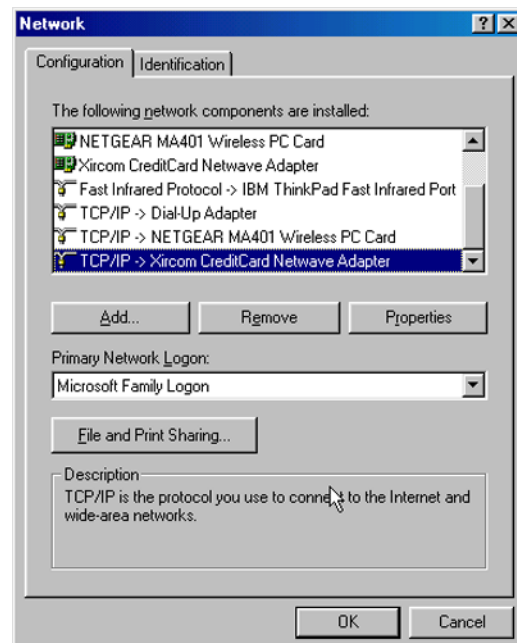 Network
Configuration
Identification
The following network components are installed:
NETGEAR MA401 Wireless PC Card
Xircom CreditCard Netwave Adapter
Fast Infrared Protocol -> IBM ThinkPad Fast Infrared Port
TCP/IP -> Dial-Up Adapter
TCP/IP -> NETGEAR MA401 Wireless PC Card
TCP/IP -> Xircom CreditCard Netwave Adapter
Add... Remove Properties
Primary Network Logon:
Microsoft Family Logon
File and Print Sharing...
Description
TCP/IP is the protocol you use to connect to the Internet and
wide-area networks.
OK Cancel